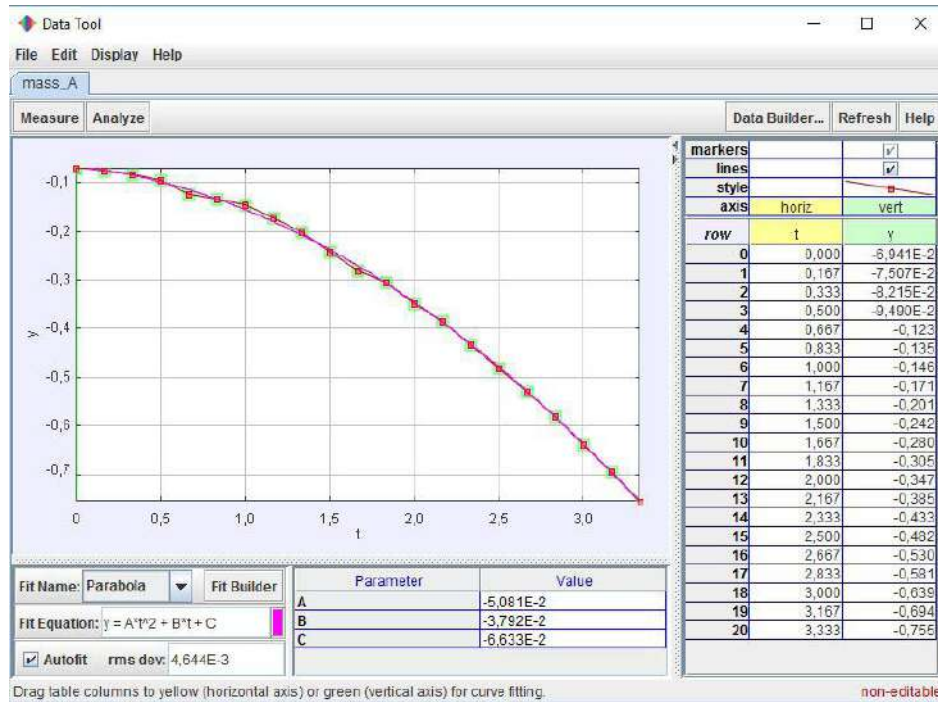 Data Tool
File Edit Display Help
mass_A
Measure Analyze Data Builder... Refresh Help
-0,1
-0,2
-0,3
-0,4
-0,5
-0,6
-0,7
y
0 0,5 1,0 1,5 2,0 2,5 3,0
t
markers
lines
style
axis horiz vert
row t y
0 0,000 -6,941E-2
1 0,167 -7,507E-2
2 0,333 -8,215E-2
3 0,500 -9,490E-2
4 0,667 -0,123
5 0,833 -0,135
6 1,000 -0,146
7 1,167 -0,171
8 1,333 -0,201
9 1,500 -0,242
10 1,667 -0,280
11 1,833 -0,305
12 2,000 -0,347
13 2,167 -0,385
14 2,333 -0,433
15 2,500 -0,482
16 2,667 -0,530
17 2,833 -0,581
18 3,000 -0,639
19 3,167 -0,694
20 3,333 -0,755
Fit Name: Parabola Fit Builder
Fit Equation: y = A*t^2 + B*t + C
Autofit rms dev: 4,644E-3
Parameter Value
A -5,081E-2
B -3,792E-2
C -6,633E-2
Drag table columns to yellow (horizontal axis) or green (vertical axis) for curve fitting. non-editable